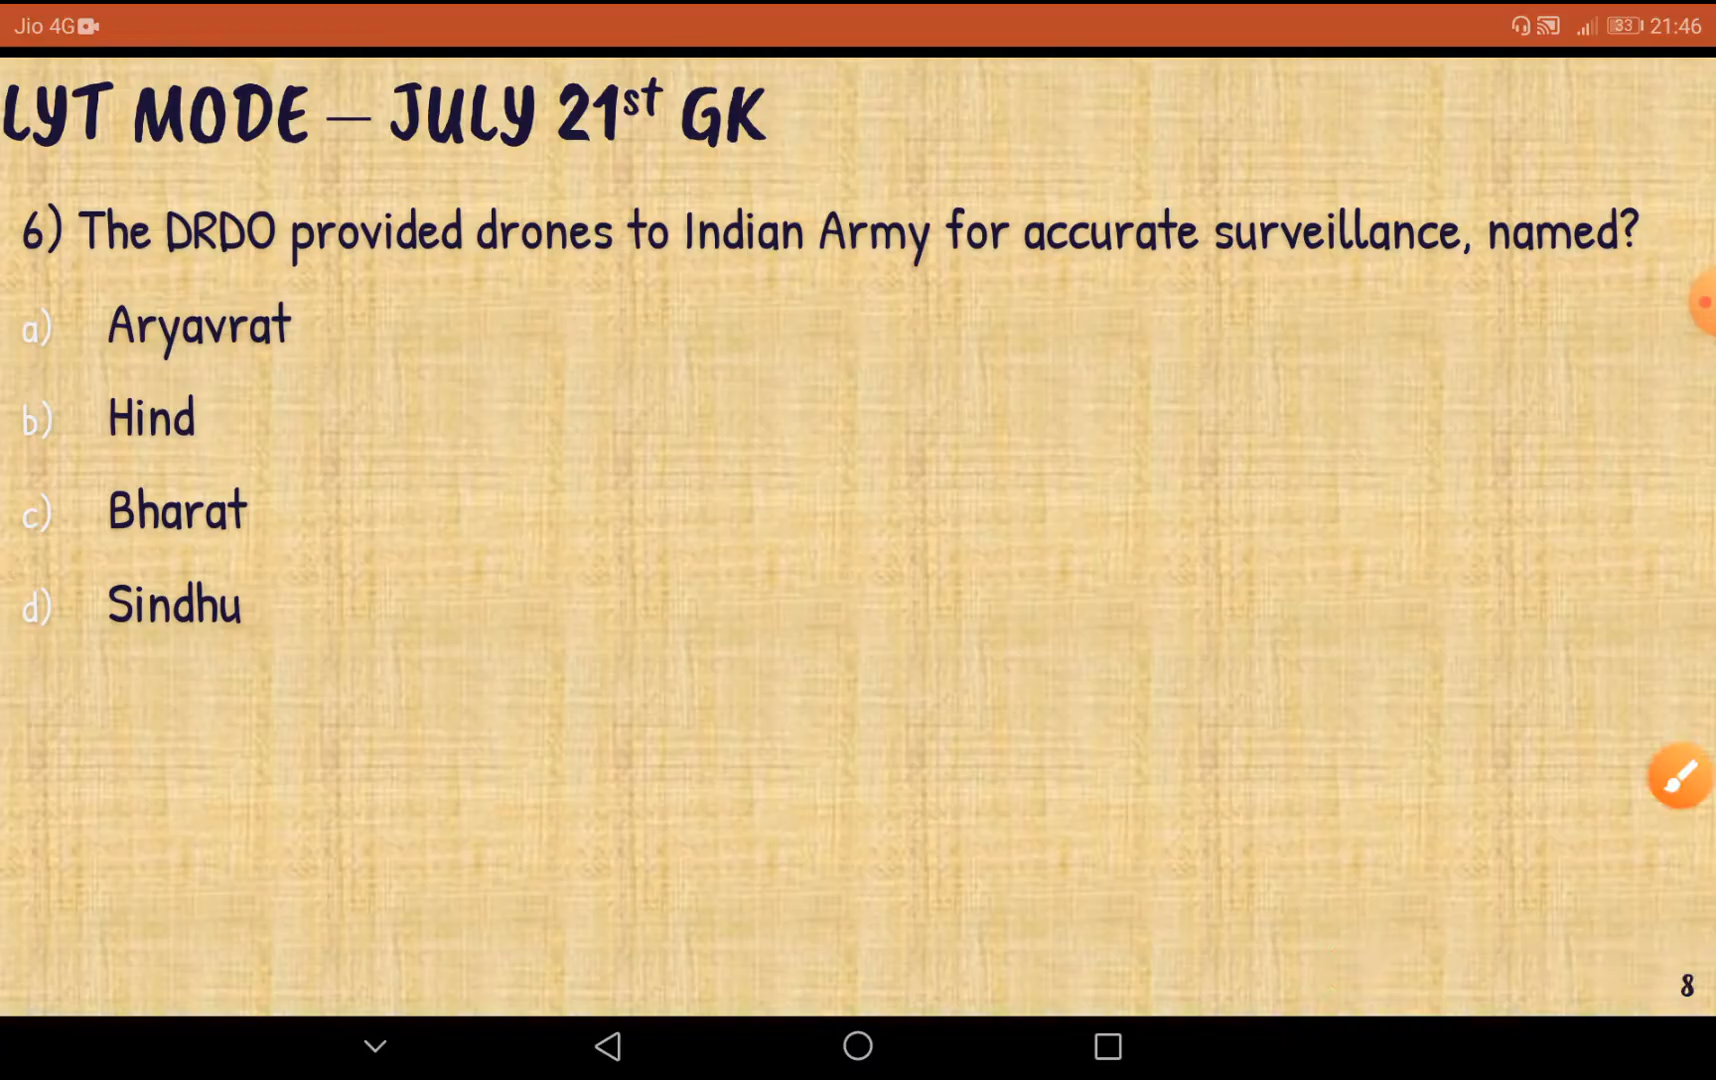 Jio 4G 33 21:46
LYT MODE – JULY 21st GK
6) The DRDO provided drones to Indian Army for accurate surveillance, named?
a) Aryavrat
b) Hind
c) Bharat
d) Sindhu
8